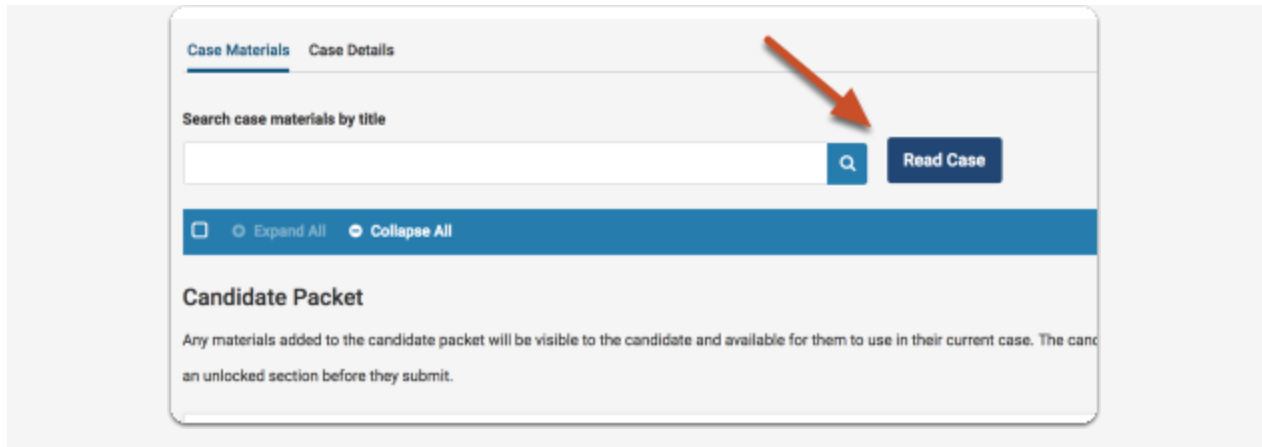 Case Materials Case Details
Search case materials by title
Read Case
Expand All Collapse All
Candidate Packet
Any materials added to the candidate packet will be visible to the candidate and available for them to use in their current case. The
an unlocked section before they submit.